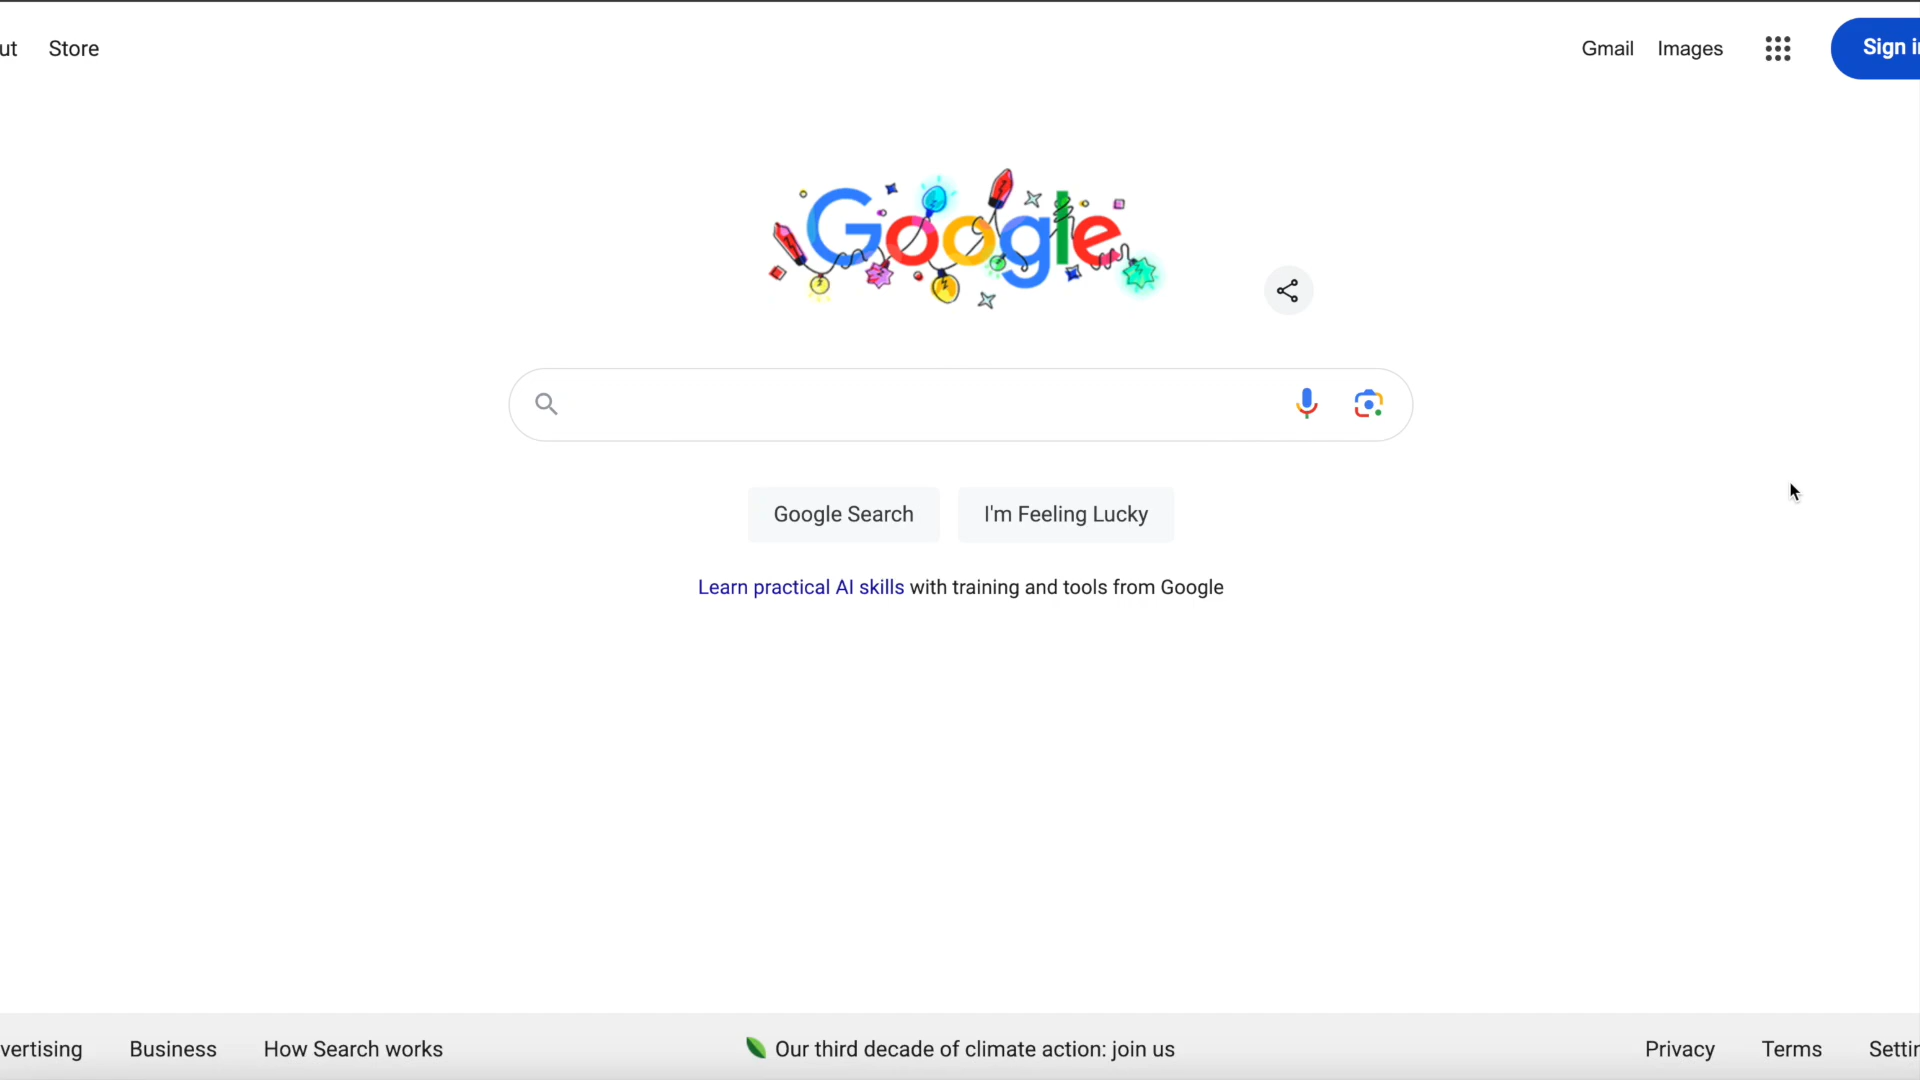 ut Store Gmail Images Sign i
Google
Google Search I'm Feeling Lucky
Learn practical AI skills with training and tools from Google
vertising Business How Search works Our third decade of climate action: join us Privacy Terms Settin